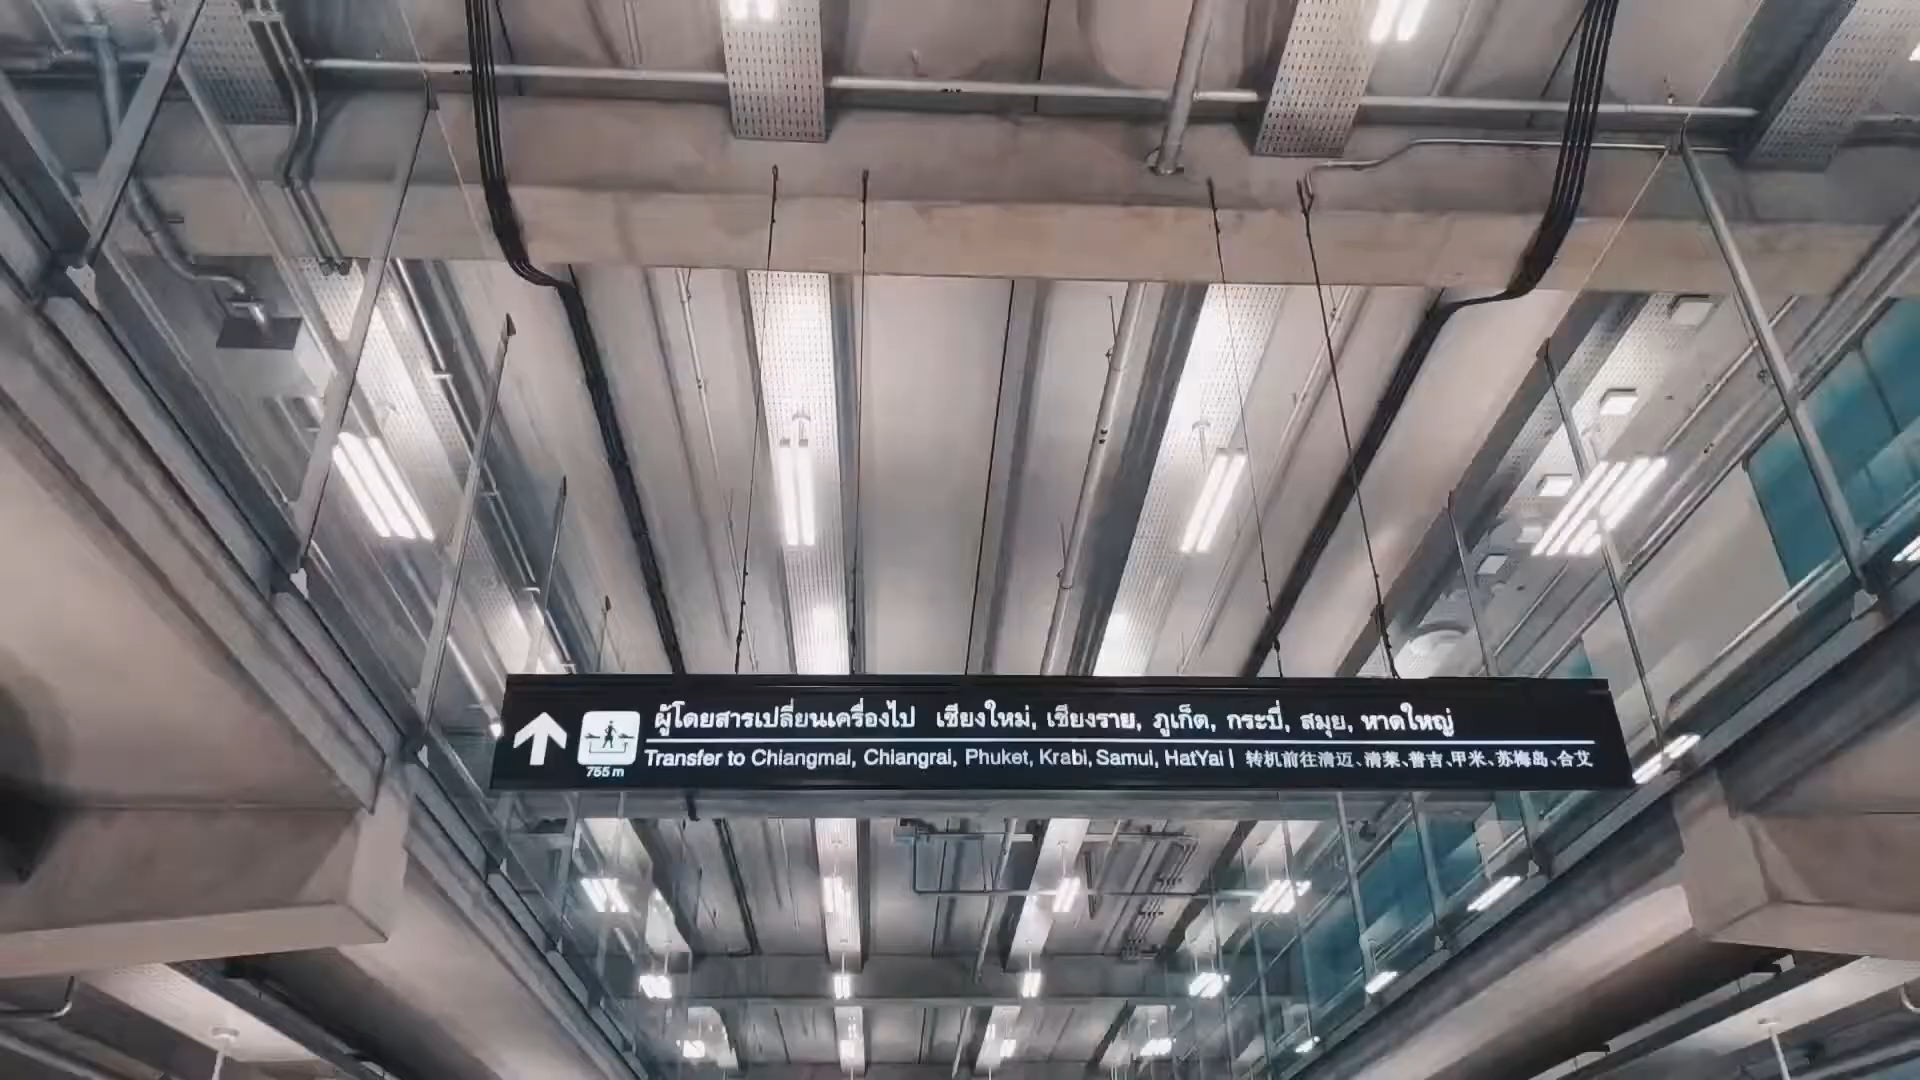 ผู้โดยสารเปลี่ยนเครื่องไป เชียงใหม่, เชียงราย, ภูเก็ต, กระบี่, สมุย, หาดใหญ่
Transfer to Chiangmai, Chiangrai, Phuket, Krabi, Samui, HatYai | 转机前往清迈、清莱、普吉、甲米、苏梅岛、合艾
755 m